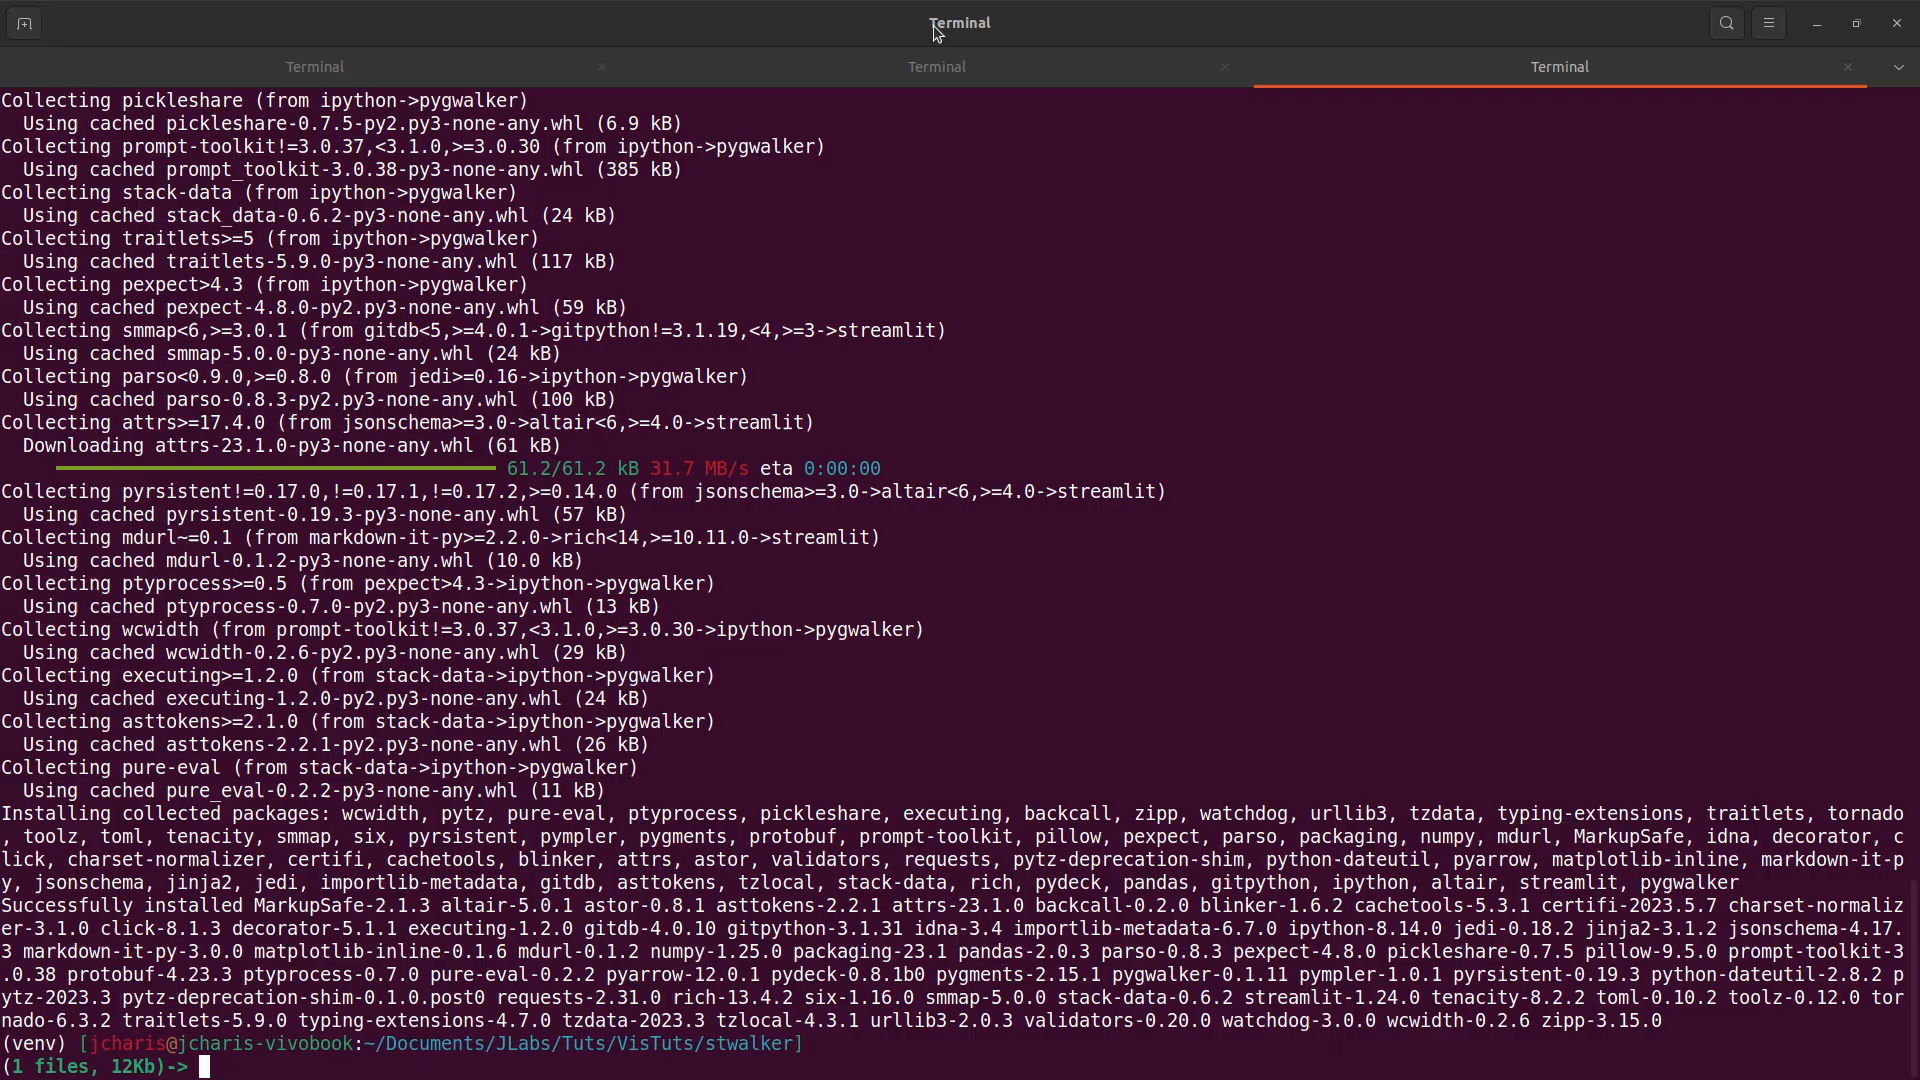 Terminal
Terminal
Terminal
Terminal
Collecting pickleshare (from ipython->pygwalker)
  Using cached pickleshare-0.7.5-py2.py3-none-any.whl (6.9 kB)
Collecting prompt-toolkit!=3.0.37,<3.1.0,>=3.0.30 (from ipython->pygwalker)
  Using cached prompt_toolkit-3.0.38-py3-none-any.whl (385 kB)
Collecting stack-data (from ipython->pygwalker)
  Using cached stack_data-0.6.2-py3-none-any.whl (24 kB)
Collecting traitlets>=5 (from ipython->pygwalker)
  Using cached traitlets-5.9.0-py3-none-any.whl (117 kB)
Collecting pexpect>4.3 (from ipython->pygwalker)
  Using cached pexpect-4.8.0-py2.py3-none-any.whl (59 kB)
Collecting smmap<6,>=3.0.1 (from gitdb<5,>=4.0.1->gitpython!=3.1.19,<4,>=3->streamlit)
  Using cached smmap-5.0.0-py3-none-any.whl (24 kB)
Collecting parso<0.9.0,>=0.8.0 (from jedi>=0.16->ipython->pygwalker)
  Using cached parso-0.8.3-py2.py3-none-any.whl (100 kB)
Collecting attrs>=17.4.0 (from jsonschema>=3.0->altair<6,>=4.0->streamlit)
  Downloading attrs-23.1.0-py3-none-any.whl (61 kB)
61.2/61.2 kB 31.7 MB/s eta 0:00:00
Collecting pyrsistent!=0.17.0,!=0.17.1,!=0.17.2,>=0.14.0 (from jsonschema>=3.0->altair<6,>=4.0->streamlit)
  Using cached pyrsistent-0.19.3-py3-none-any.whl (57 kB)
Collecting mdurl~=0.1 (from markdown-it-py>=2.2.0->rich<14,>=10.11.0->streamlit)
  Using cached mdurl-0.1.2-py3-none-any.whl (10.0 kB)
Collecting ptyprocess>=0.5 (from pexpect>4.3->ipython->pygwalker)
  Using cached ptyprocess-0.7.0-py2.py3-none-any.whl (13 kB)
Collecting wcwidth (from prompt-toolkit!=3.0.37,<3.1.0,>=3.0.30->ipython->pygwalker)
  Using cached wcwidth-0.2.6-py2.py3-none-any.whl (29 kB)
Collecting executing>=1.2.0 (from stack-data->ipython->pygwalker)
  Using cached executing-1.2.0-py2.py3-none-any.whl (24 kB)
Collecting asttokens>=2.1.0 (from stack-data->ipython->pygwalker)
  Using cached asttokens-2.2.1-py2.py3-none-any.whl (26 kB)
Collecting pure-eval (from stack-data->ipython->pygwalker)
  Using cached pure_eval-0.2.2-py3-none-any.whl (11 kB)
Installing collected packages: wcwidth, pytz, pure-eval, ptyprocess, pickleshare, executing, backcall, zipp, watchdog, urllib3, tzdata, typing-extensions, traitlets, tornado
, toolz, toml, tenacity, smmap, six, pyrsistent, pympler, pygments, protobuf, prompt-toolkit, pillow, pexpect, parso, packaging, numpy, mdurl, MarkupSafe, idna, decorator, c
lick, charset-normalizer, certifi, cachetools, blinker, attrs, astor, validators, requests, pytz-deprecation-shim, python-dateutil, pyarrow, matplotlib-inline, markdown-it-p
y, jsonschema, jinja2, jedi, importlib-metadata, gitdb, asttokens, tzlocal, stack-data, rich, pydeck, pandas, gitpython, ipython, altair, streamlit, pygwalker
Successfully installed MarkupSafe-2.1.3 altair-5.0.1 astor-0.8.1 asttokens-2.2.1 attrs-23.1.0 backcall-0.2.0 blinker-1.6.2 cachetools-5.3.1 certifi-2023.5.7 charset-normaliz
er-3.1.0 click-8.1.3 decorator-5.1.1 executing-1.2.0 gitdb-4.0.10 gitpython-3.1.31 idna-3.4 importlib-metadata-6.7.0 ipython-8.14.0 jedi-0.18.2 jinja2-3.1.2 jsonschema-4.17.
3 markdown-it-py-3.0.0 matplotlib-inline-0.1.6 mdurl-0.1.2 numpy-1.25.0 packaging-23.1 pandas-2.0.3 parso-0.8.3 pexpect-4.8.0 pickleshare-0.7.5 pillow-9.5.0 prompt-toolkit-3
.0.38 protobuf-4.23.3 ptyprocess-0.7.0 pure-eval-0.2.2 pyarrow-12.0.1 pydeck-0.8.1b0 pygments-2.15.1 pygwalker-0.1.11 pympler-1.0.1 pyrsistent-0.19.3 python-dateutil-2.8.2 p
ytz-2023.3 pytz-deprecation-shim-0.1.0.post0 requests-2.31.0 rich-13.4.2 six-1.16.0 smmap-5.0.0 stack-data-0.6.2 streamlit-1.24.0 tenacity-8.2.2 toml-0.10.2 toolz-0.12.0 tor
nado-6.3.2 traitlets-5.9.0 typing-extensions-4.7.0 tzdata-2023.3 tzlocal-4.3.1 urllib3-2.0.3 validators-0.20.0 watchdog-3.0.0 wcwidth-0.2.6 zipp-3.15.0
(venv) [jcharis@jcharis-vivobook:~/Documents/JLabs/Tuts/VisTuts/stwalker]
(1 files, 12Kb)->